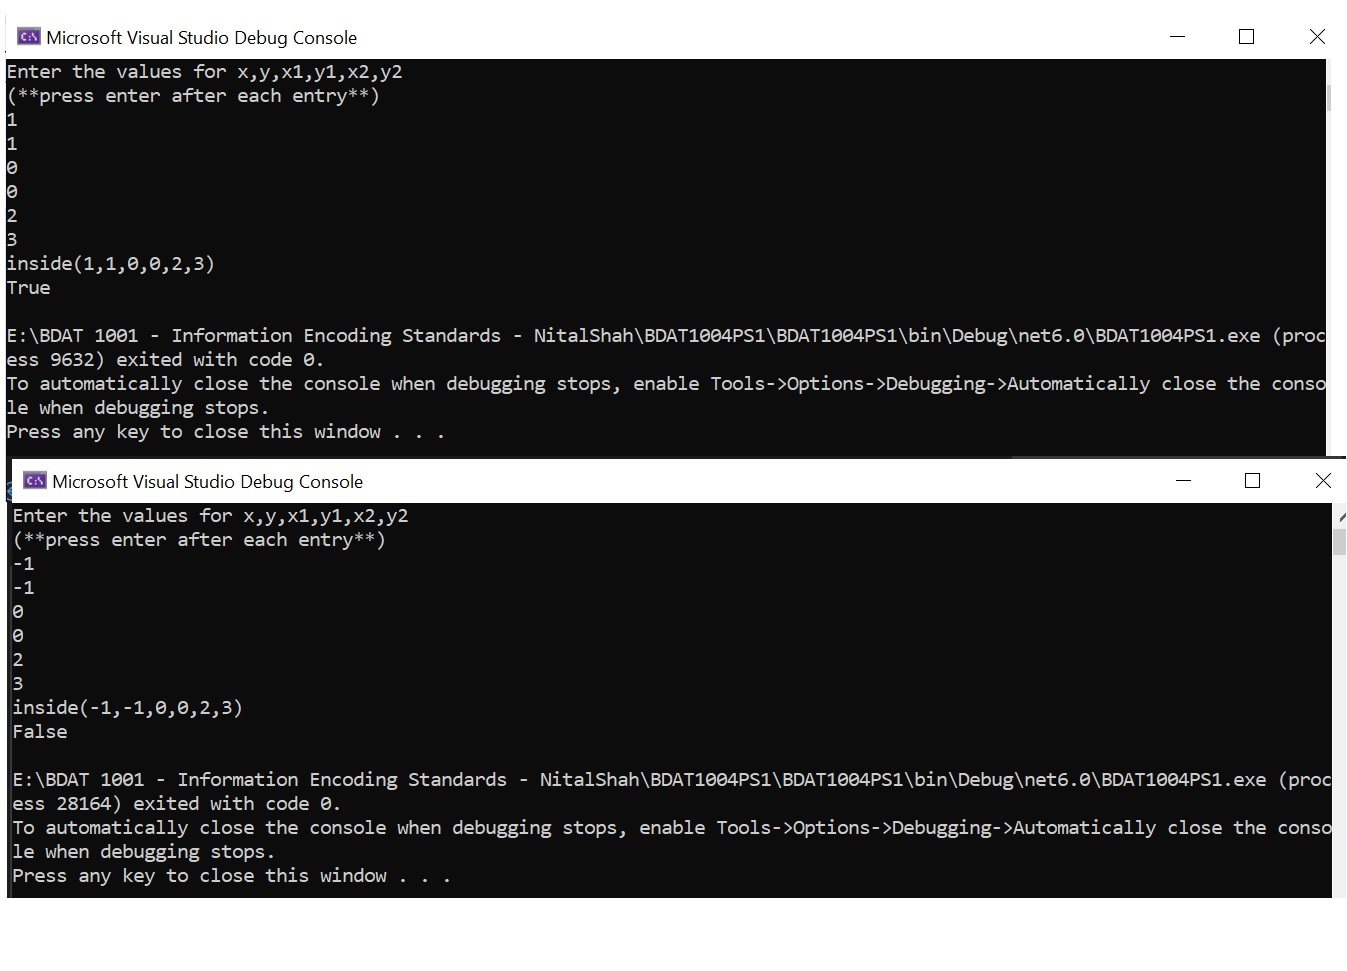 Microsoft Visual Studio Debug Console
Enter the values for x,y,x1,y1,x2,y2
(**press enter after each entry**)
1
1
0
0
2
3
inside(1,1,0,0,2,3)
True
E:\BDAT 1001 - Information Encoding Standards - NitalShah\BDAT1004PS1\BDAT1004PS1\bin\Debug\net6.0\BDAT1004PS1.exe (proc
ess 9632) exited with code 0.
To automatically close the console when debugging stops, enable Tools->Options->Debugging->Automatically close the conso
le when debugging stops.
Press any key to close this window . . .
Microsoft Visual Studio Debug Console
Enter the values for x,y,x1,y1,x2,y2
(**press enter after each entry**)
-1
-1
0
0
2
3
inside(-1,-1,0,0,2,3)
False
E:\BDAT 1001 - Information Encoding Standards - NitalShah\BDAT1004PS1\BDAT1004PS1\bin\Debug\net6.0\BDAT1004PS1.exe (proc
ess 28164) exited with code 0.
To automatically close the console when debugging stops, enable Tools->Options->Debugging->Automatically close the conso
le when debugging stops.
Press any key to close this window . . .